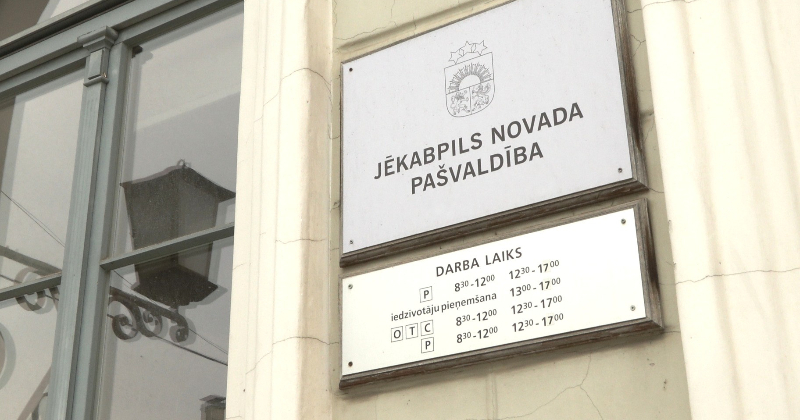 JĒKABPILS NOVADA
PAŠVALDĪBA
DARBA LAIKS
P 8³⁰-12⁰⁰ 12³⁰-17⁰⁰
iedzīvotāju pieņemšana 13⁰⁰-17⁰⁰
O T C 8³⁰-12⁰⁰ 12³⁰-17⁰⁰
P 8³⁰-12⁰⁰ 12³⁰-17⁰⁰